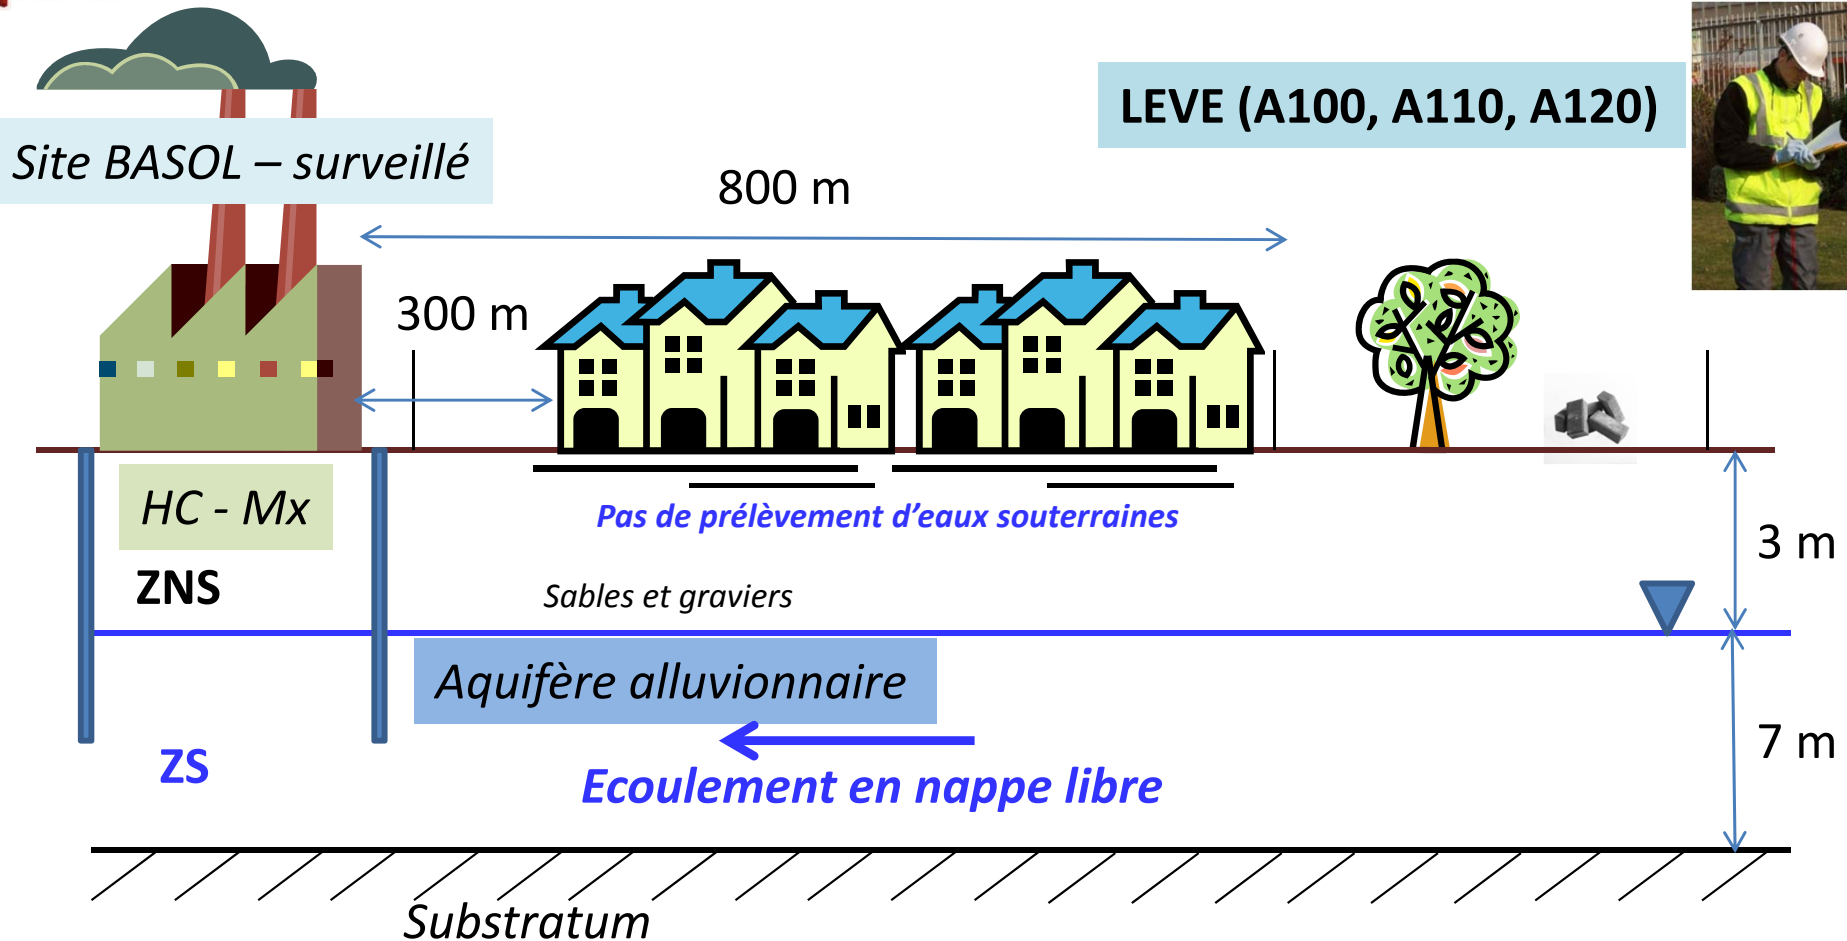 LEVE (A100, A110, A120)
Site BASOL – surveillé
800 m
300 m
HC - Mx
Pas de prélèvement d’eaux souterraines
3 m
ZNS
Sables et graviers
Aquifère alluvionnaire
ZS
7 m
Ecoulement en nappe libre
Substratum